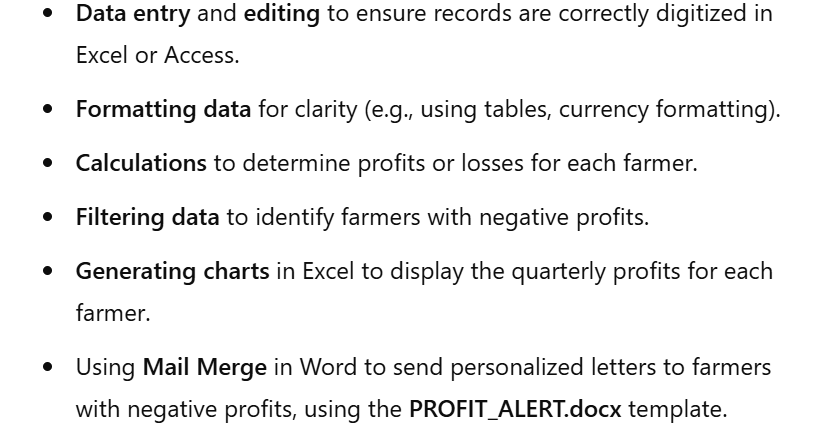 • Data entry and editing to ensure records are correctly digitized in
Excel or Access.
• Formatting data for clarity (e.g., using tables, currency formatting).
• Calculations to determine profits or losses for each farmer.
• Filtering data to identify farmers with negative profits.
• Generating charts in Excel to display the quarterly profits for each
farmer.
• Using Mail Merge in Word to send personalized letters to farmers
with negative profits, using the PROFIT_ALERT.docx template.